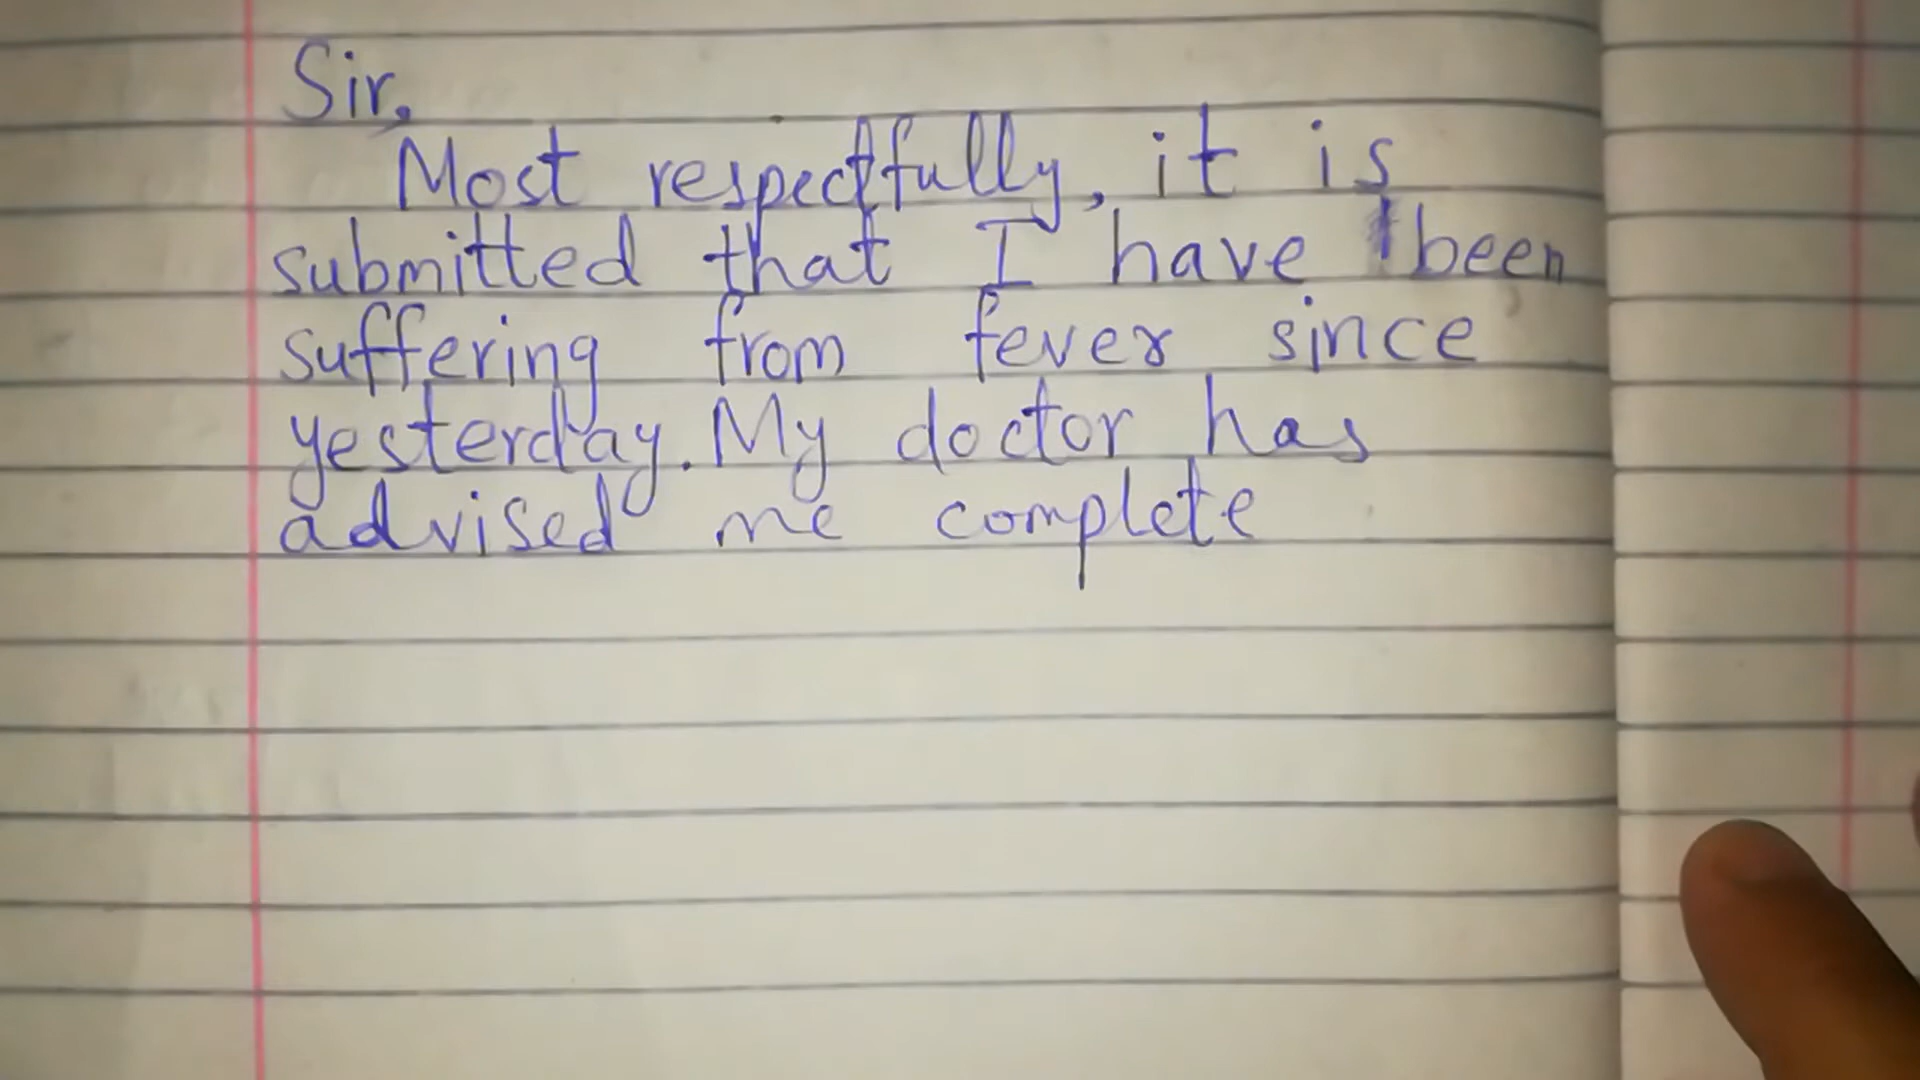 Sir,
Most respectfully, it is
submitted that I have been
suffering from fever since
yesterday. My doctor has
advised me complete